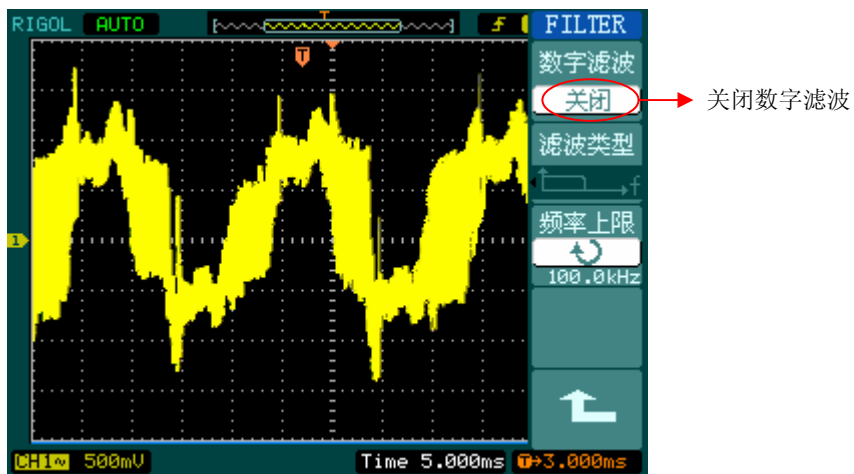 RIGOL AUTO T
FILTER
数字滤波
关闭
关闭数字滤波
滤波类型
f
频率上限
100.0kHz
T
1
CH1~ 500mV Time 5.000ms T→3.000ms